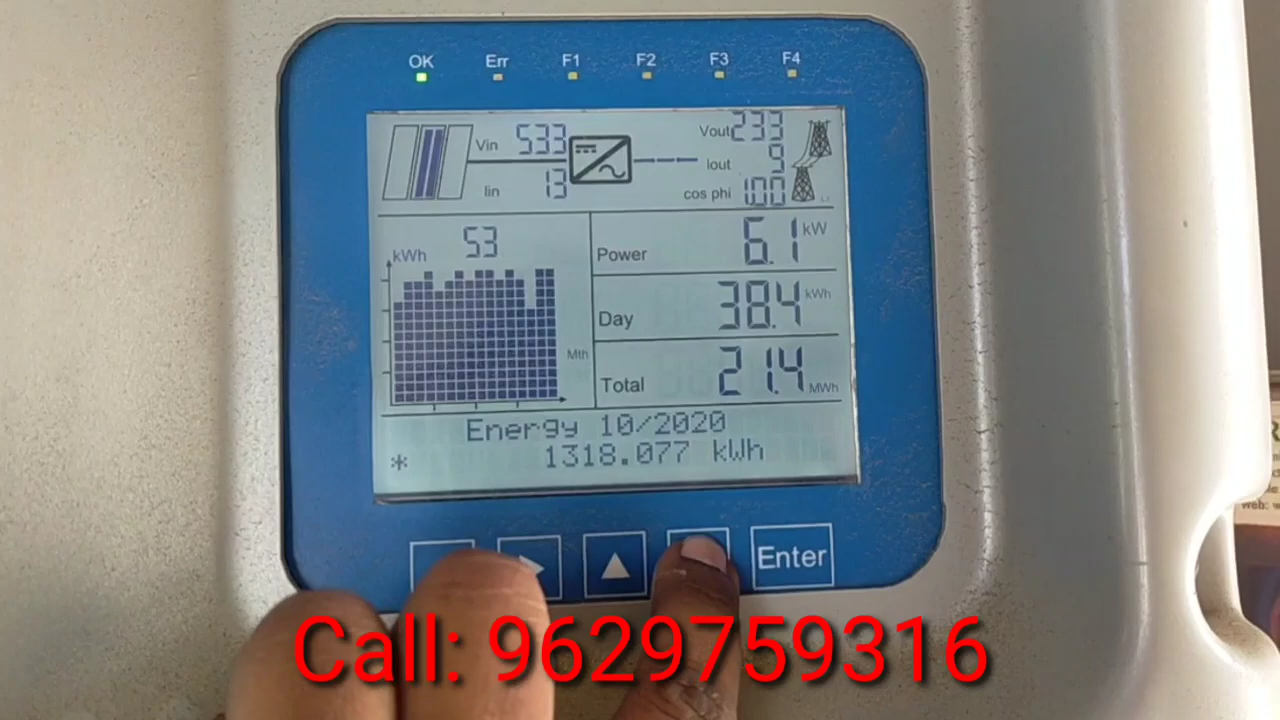 OK Err F1 F2 F3 F4
Vin 533
Iin 13
Vout 233
Iout 9
cos phi 1.00
L1
kWh 53
Mth
Power 6.1 kW
Day 38.4 kWh
Total 21.4 MWh
Energy 10/2020
* 1318.077 kWh
Enter
Call: 9629759316